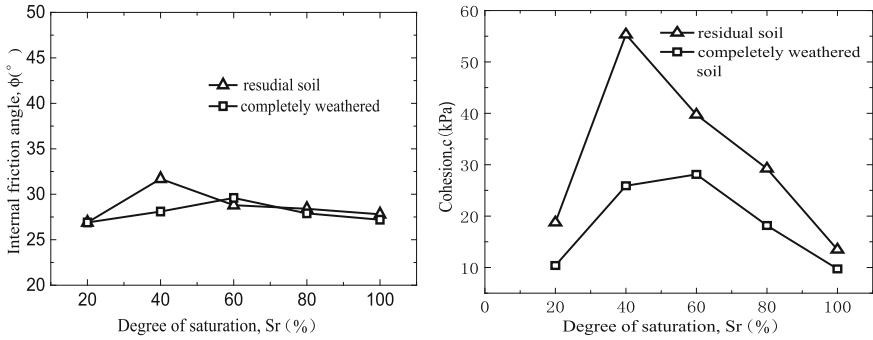 50
45
40
35
30
25
20
Internal friction angle, ϕ(°)
resudial soil
completely weathered
20 40 60 80 100
Degree of saturation, Sr (%)
60
50
40
30
20
10
Cohesion,c(kPa)
residual soil
compeletely weathered
soil
0 20 40 60 80 100
Degree of saturation, Sr (%)